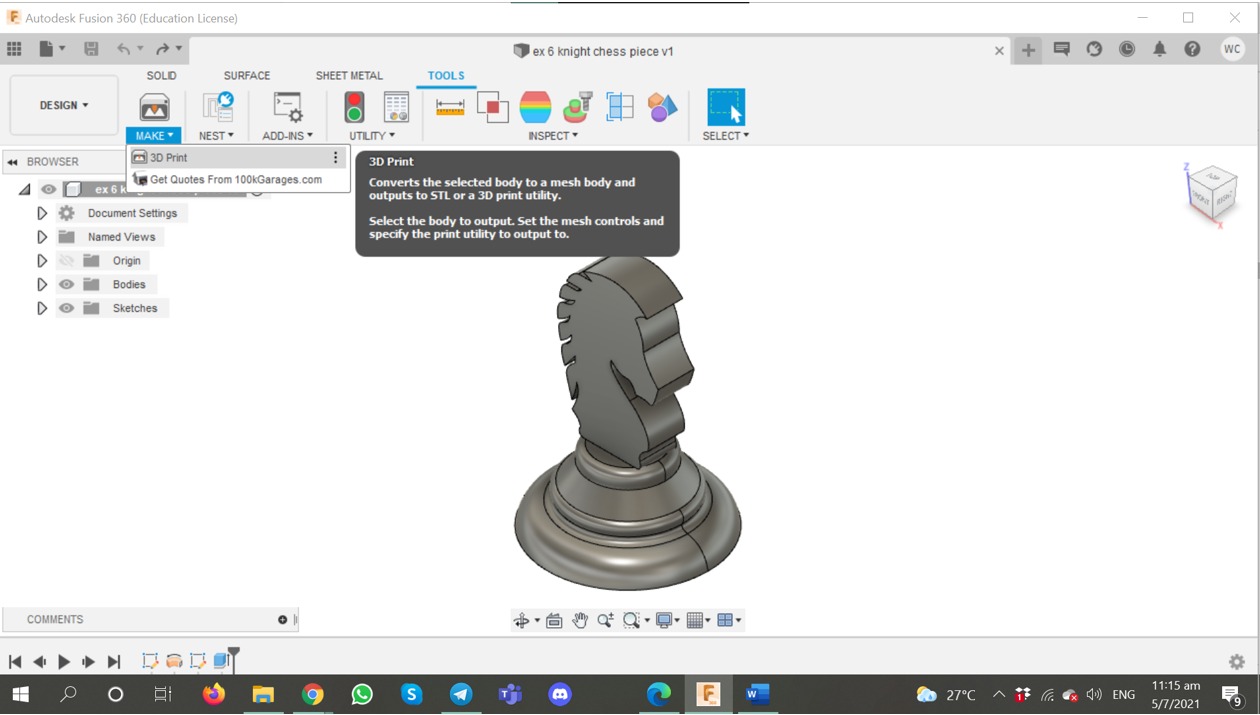 Autodesk Fusion 360 (Education License)
ex 6 knight chess piece v1
WC
SOLID
SURFACE
SHEET METAL
TOOLS
DESIGN
MAKE
NEST
ADD-INS
UTILITY
INSPECT
SELECT
BROWSER
3D Print
Get Quotes From 100kGarages.com
3D Print
Converts the selected body to a mesh body and
outputs to STL or a 3D print utility.
Select the body to output. Set the mesh controls and
specify the print utility to output to.
ex 6 k
Document Settings
Named Views
Origin
Bodies
Sketches
Z
TOP
FRONT
RIGHT
X
COMMENTS
27°C
ENG
11:15 am
5/7/2021
9